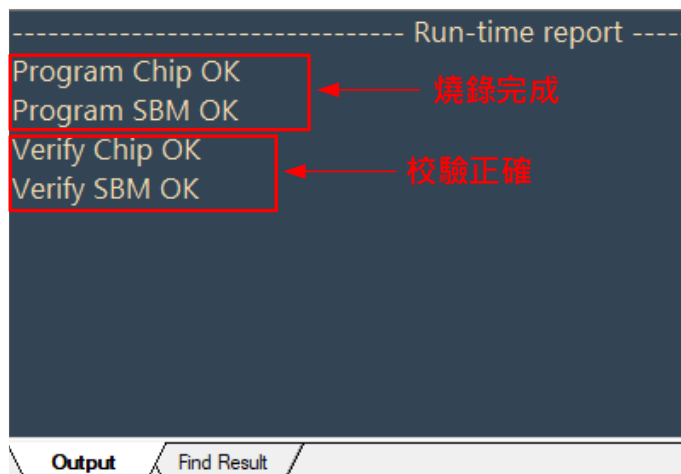 -------------------------------- Run-time report ----
Program Chip OK
Program SBM OK
燒錄完成
Verify Chip OK
Verify SBM OK
校驗正確
Output
Find Result